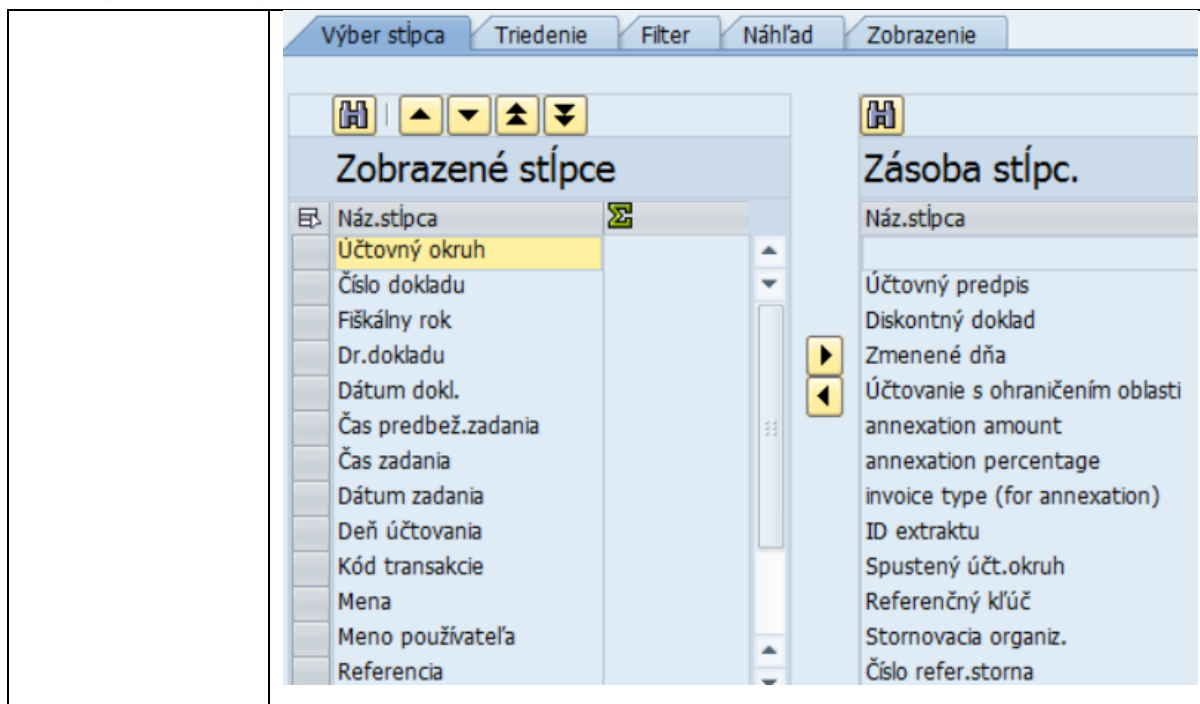 Výber stĺpca Triedenie Filter Náhľad Zobrazenie
Zobrazené stĺpce
Náz.stĺpca
Účtovný okruh
Číslo dokladu
Fiškálny rok
Dr.dokladu
Dátum dokl.
Čas predbež.zadania
Čas zadania
Dátum zadania
Deň účtovania
Kód transakcie
Mena
Meno používateľa
Referencia
Zásoba stĺpc.
Náz.stĺpca
Účtovný predpis
Diskontný doklad
Zmenené dňa
Účtovanie s ohraničením oblasti
annexation amount
annexation percentage
invoice type (for annexation)
ID extraktu
Spustený účt.okruh
Referenčný kľúč
Stornovacia organiz.
Číslo refer.storna